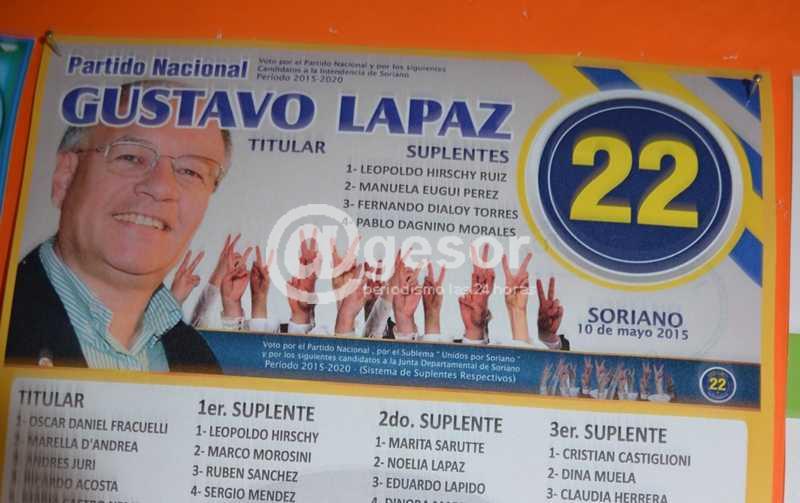 Partido Nacional
Voto por el Partido Nacional y por los siguientes
Candidatos a la Intendencia de Soriano
Período 2015-2020
GUSTAVO LAPAZ
TITULAR
SUPLENTES
1- LEOPOLDO HIRSCHY RUIZ
2- MANUELA EUGUI PEREZ
3- FERNANDO DIALOY TORRES
4- PABLO DAGNINO MORALES
22
@gesor
periodismo las 24 horas
SORIANO
10 de mayo 2015
Voto por el Partido Nacional , por el Sublema " Unidos por Soriano "
y por los siguientes candidatos a la Junta Departamental de Soriano
Período 2015-2020 - (Sistema de Suplentes Respectivos)
22
TITULAR
1- OSCAR DANIEL FRACUELLI
2- MARELLA D'ANDREA
ANDRES JURI
ACOSTA
1er. SUPLENTE
1- LEOPOLDO HIRSCHY
2- MARCO MOROSINI
3- RUBEN SANCHEZ
4- SERGIO MENDEZ
2do. SUPLENTE
1- MARITA SARUTTE
2- NOELIA LAPAZ
3- EDUARDO LAPIDO
3er. SUPLENTE
1- CRISTIAN CASTIGLIONI
2- DINA MUELA
3- CLAUDIA HERRERA